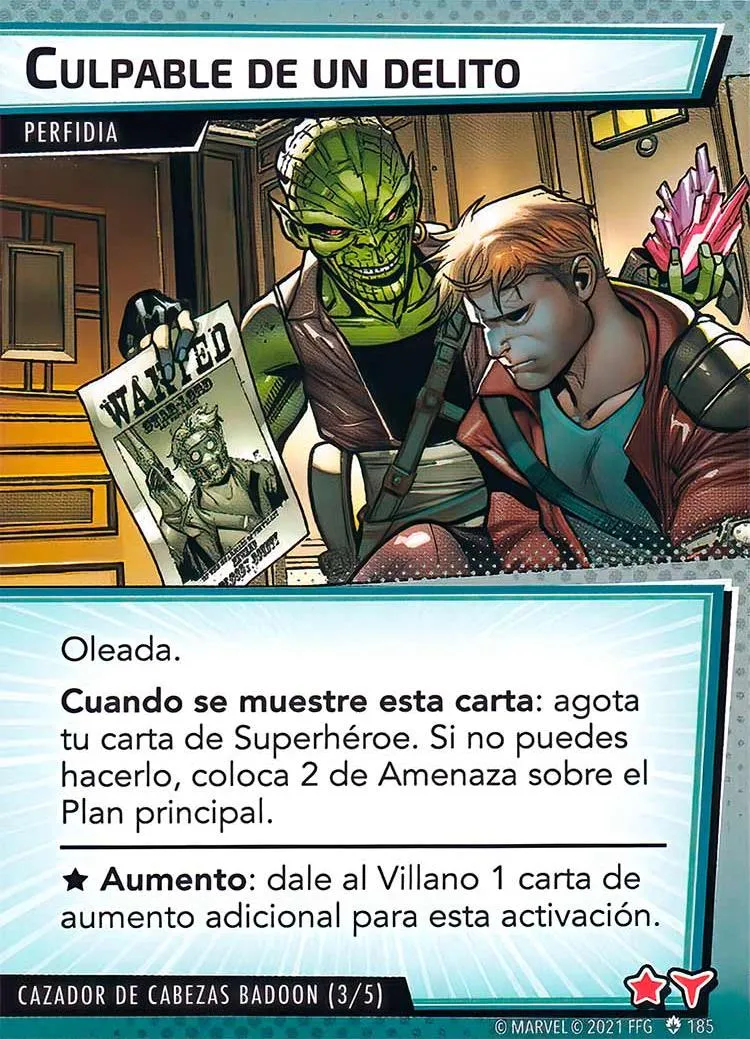 CULPABLE DE UN DELITO
PERFIDIA
WANTED
STAR-LORD
Oleada.
Cuando se muestre esta carta: agota
tu carta de Superhéroe. Si no puedes
hacerlo, coloca 2 de Amenaza sobre el
Plan principal.
★ Aumento: dale al Villano 1 carta de
aumento adicional para esta activación.
CAZADOR DE CABEZAS BADOON (3/5)
© MARVEL © 2021 FFG 185